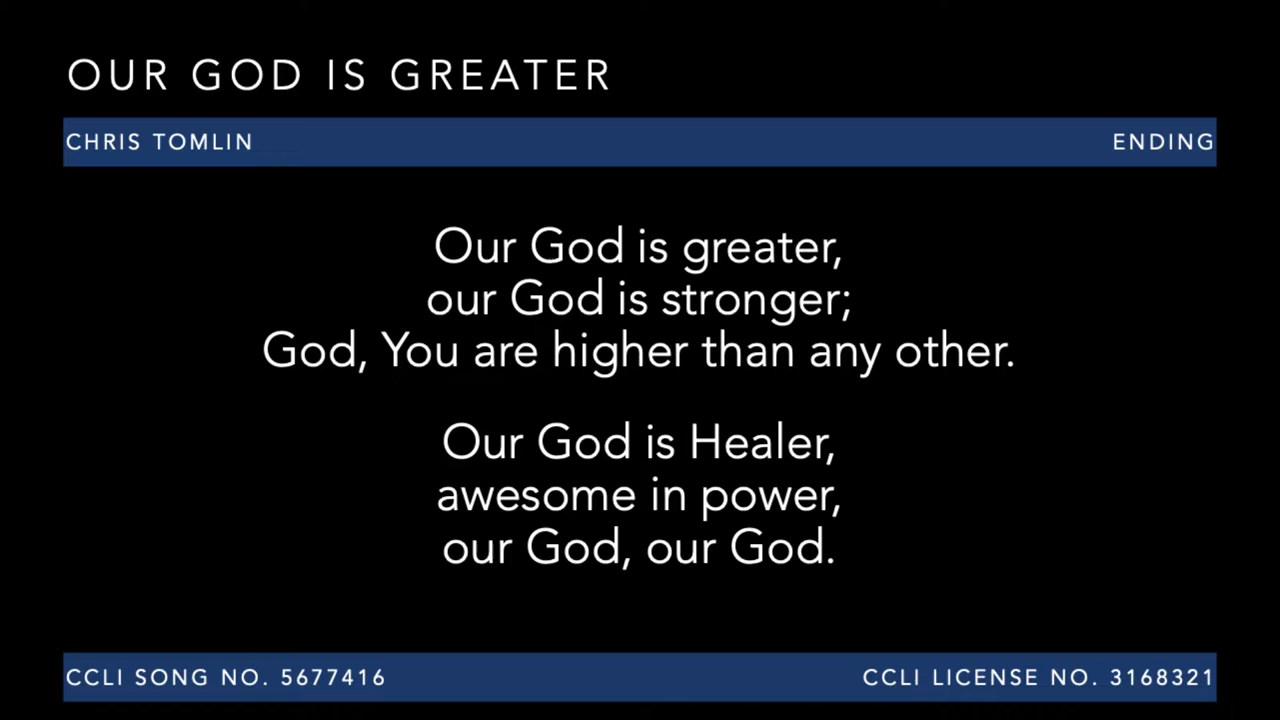 OUR GOD IS GREATER
CHRIS TOMLIN ENDING
Our God is greater,
our God is stronger;
God, You are higher than any other.
Our God is Healer,
awesome in power,
our God, our God.
CCLI SONG NO. 5677416 CCLI LICENSE NO. 3168321